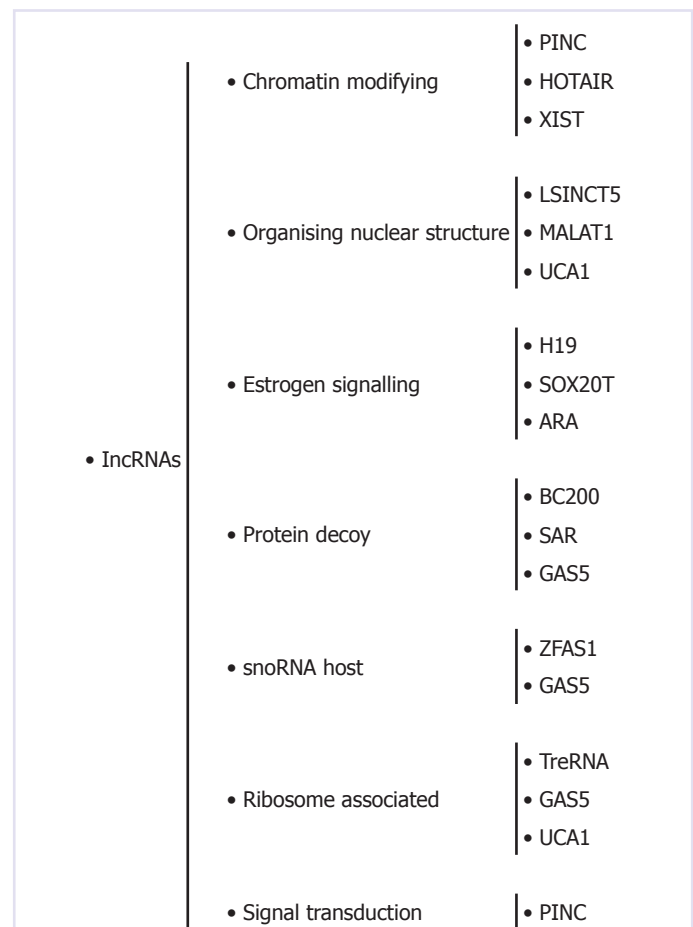 • PINC
• Chromatin modifying
• HOTAIR
• XIST
• LSINCT5
• Organising nuclear structure
• MALAT1
• UCA1
• H19
• Estrogen signalling
• SOX20T
• ARA
• IncRNAs
• BC200
• Protein decoy
• SAR
• GAS5
• ZFAS1
• snoRNA host
• GAS5
• TreRNA
• Ribosome associated
• GAS5
• UCA1
• Signal transduction
• PINC